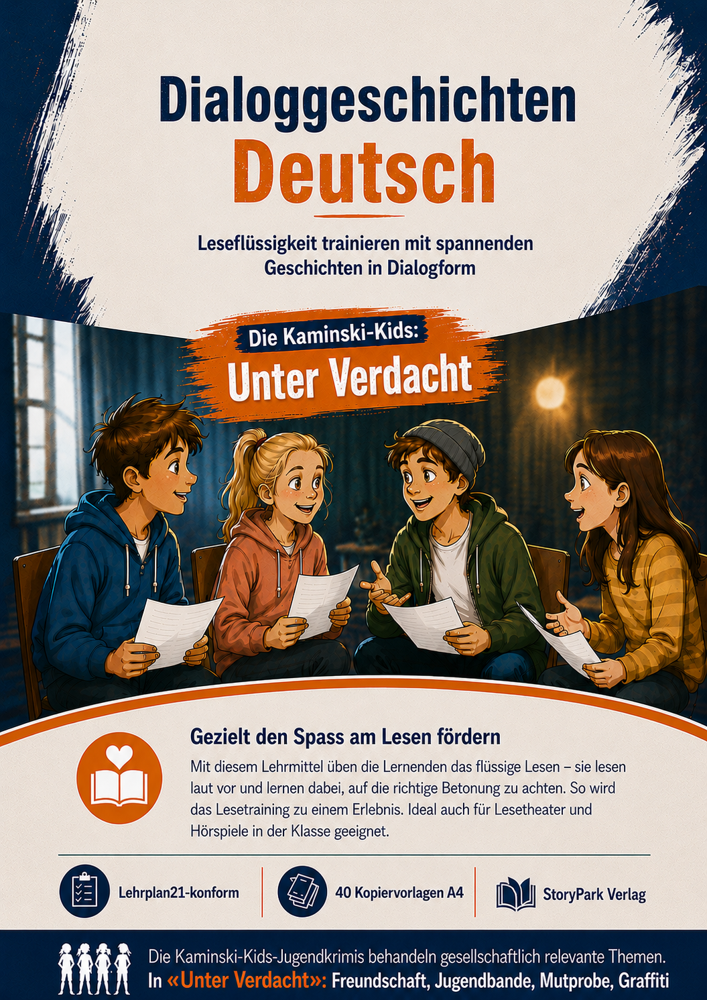 Dialoggeschichten
Deutsch
Leseflüssigkeit trainieren mit spannenden
Geschichten in Dialogform
Die Kaminski-Kids:
Unter Verdacht
Gezielt den Spass am Lesen fördern
Mit diesem Lehrmittel üben die Lernenden das flüssige Lesen – sie lesen
laut vor und lernen dabei, auf die richtige Betonung zu achten. So wird
das Lesetraining zu einem Erlebnis. Ideal auch für Lesetheater und
Hörspiele in der Klasse geeignet.
Lehrplan21-konform
40 Kopiervorlagen A4
StoryPark Verlag
Die Kaminski-Kids-Jugendkrimis behandeln gesellschaftlich relevante Themen.
In «Unter Verdacht»: Freundschaft, Jugendbande, Mutprobe, Graffiti